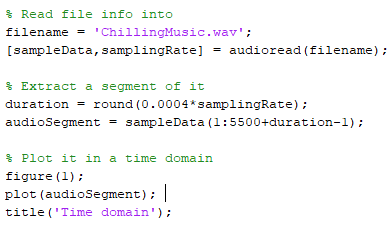 % Read file info into
filename = 'ChillingMusic.wav';
[sampleData,samplingRate] = audioread(filename);
% Extract a segment of it
duration = round(0.0004*samplingRate);
audioSegment = sampleData(1:5500+duration-1);
% Plot it in a time domain
figure(1);
plot(audioSegment);
title('Time domain');